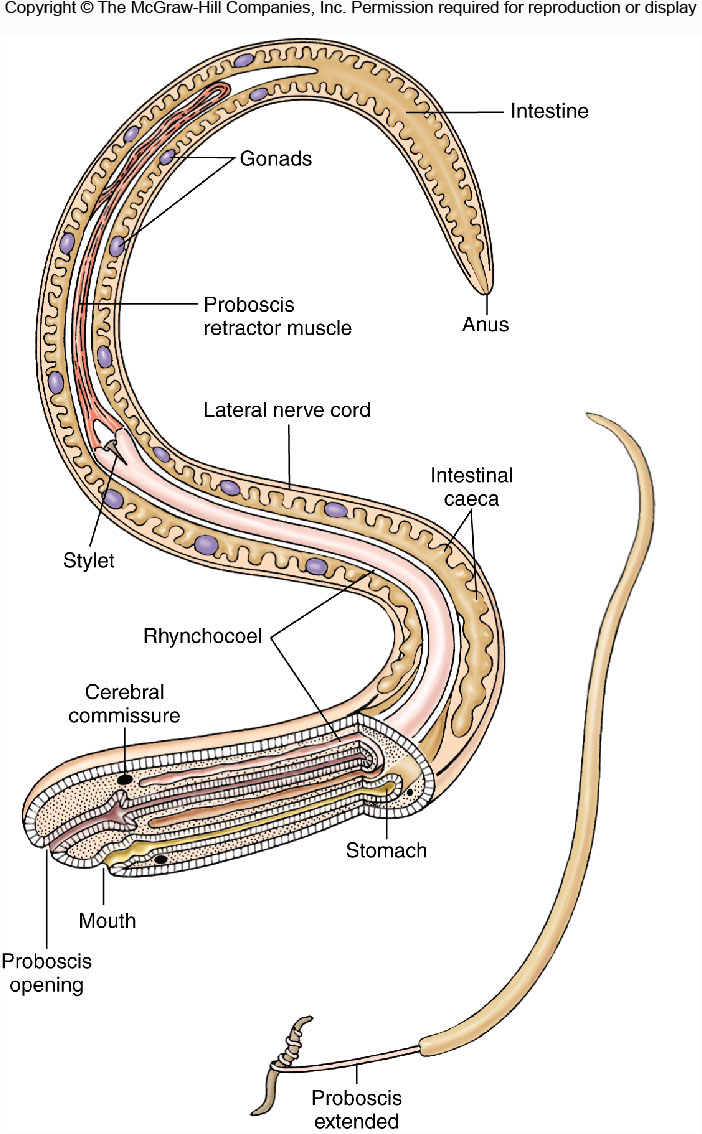 Copyright © The McGraw-Hill Companies, Inc. Permission required for reproduction or display
Intestine
Gonads
Proboscis
retractor muscle
Anus
Lateral nerve cord
Intestinal
caeca
Stylet
Rhynchocoel
Cerebral
commissure
Stomach
Mouth
Proboscis
opening
Proboscis
extended